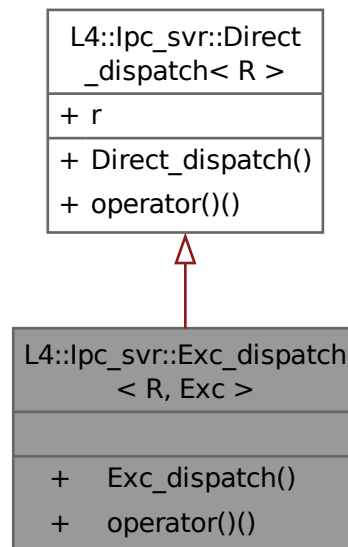 L4::Ipc_svr::Direct
_dispatch< R >
+ r
+ Direct_dispatch()
+ operator()()
L4::Ipc_svr::Exc_dispatch
< R, Exc >
+ Exc_dispatch()
+ operator()()